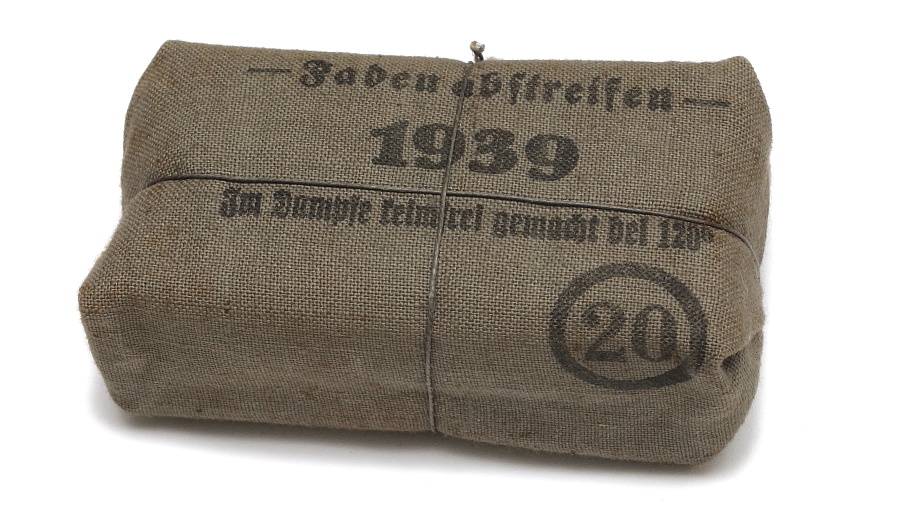 — Faden abstreifen —
1939
Im Dampfe keimfrei gemacht bei 120°
20